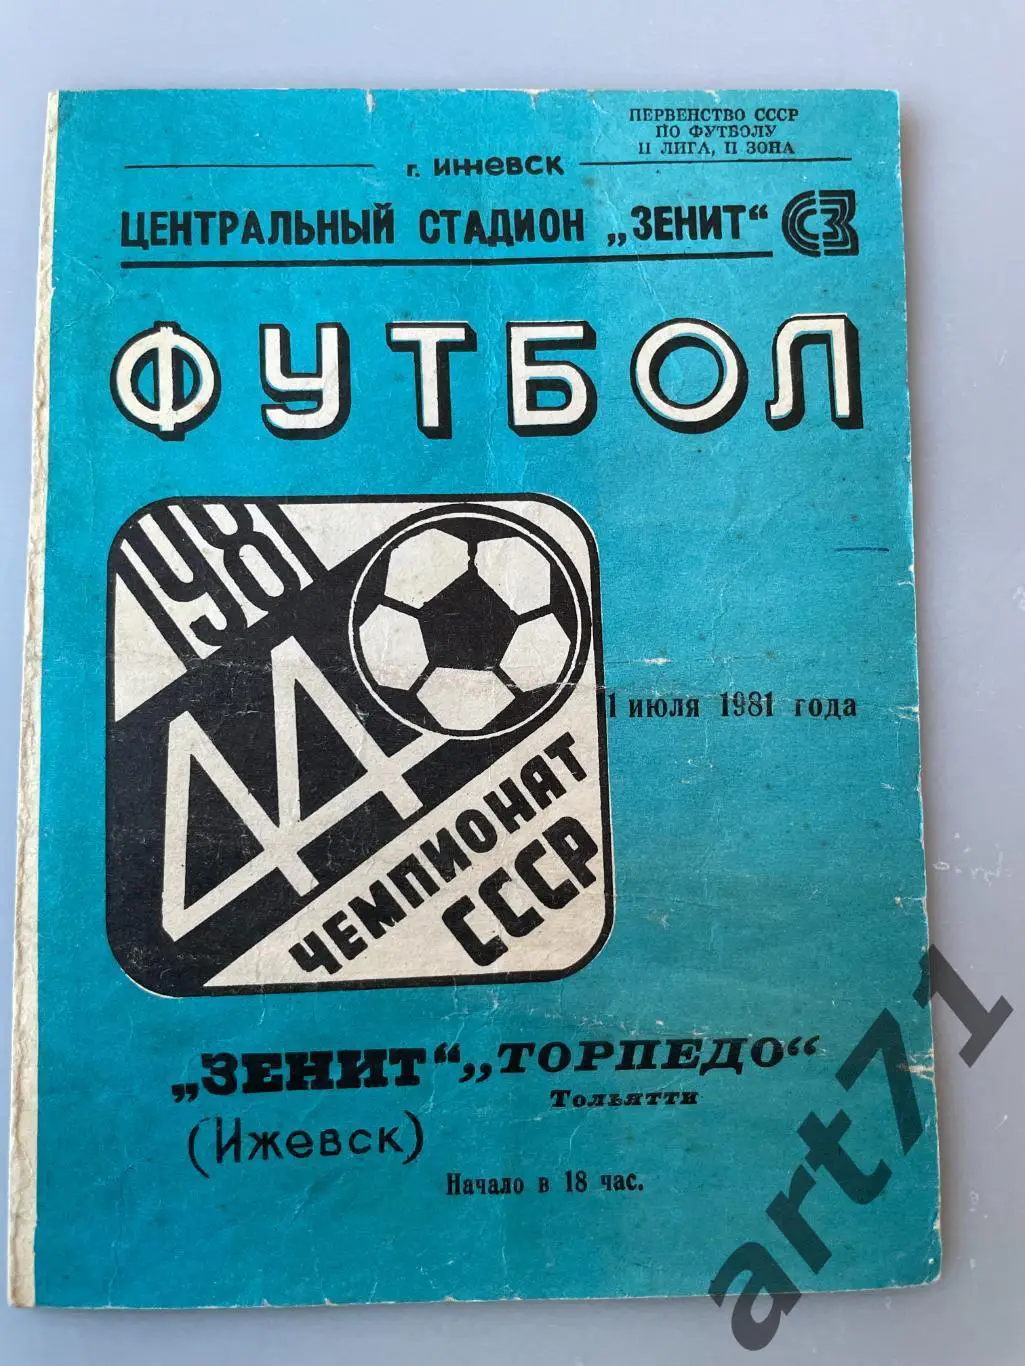 ПЕРВЕНСТВО СССР
ПО ФУТБОЛУ
II ЛИГА, II ЗОНА
г. ИЖЕВСК
ЦЕНТРАЛЬНЫЙ СТАДИОН „ЗЕНИТ“ СЗ
ФУТБОЛ
1981
44
ЧЕМПИОНАТ
СССР
1 июля 1981 года
„ЗЕНИТ“ „ТОРПЕДО“
Тольятти
(Ижевск)
Начало в 18 час.
art71